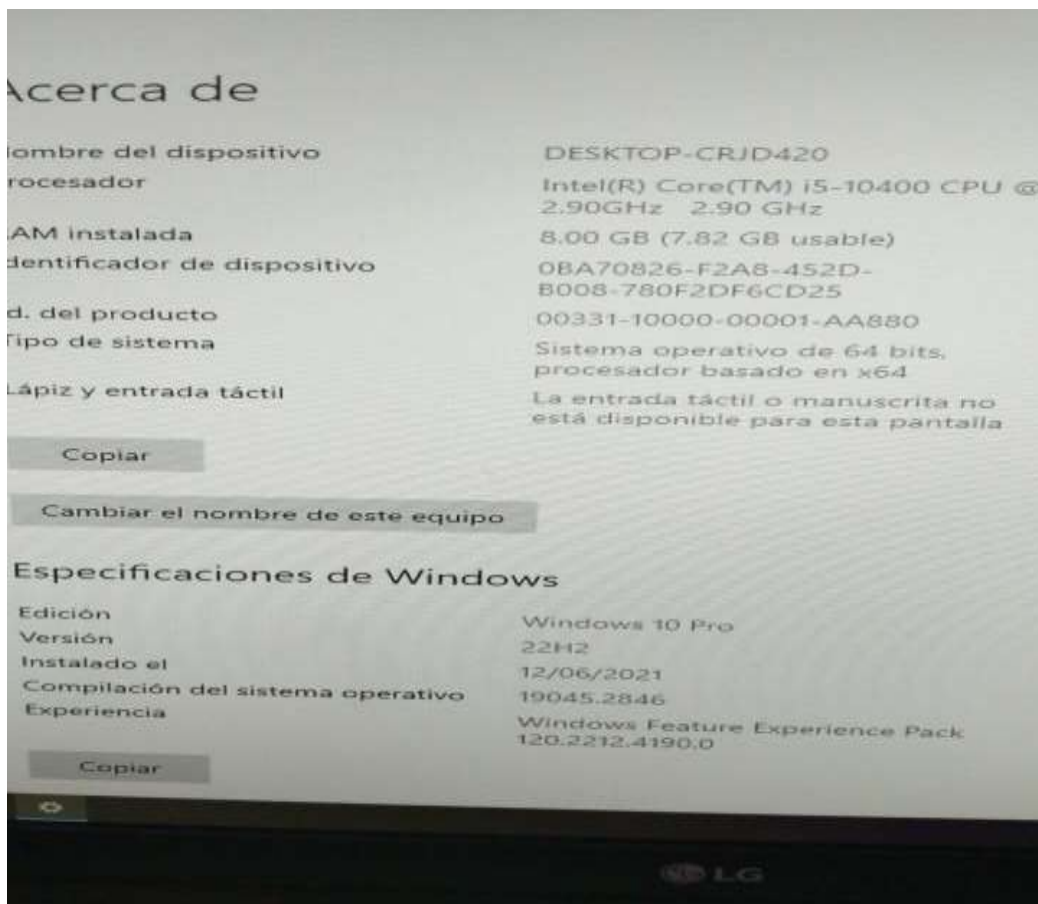 Acerca de
ombre del dispositivo DESKTOP-CRJD420
rocesador Intel(R) Core(TM) i5-10400 CPU @
2.90GHz 2.90 GHz
AM instalada 8.00 GB (7.82 GB usable)
dentificador de dispositivo 0BA70826-F2A8-452D-
B008-780F2DF6CD25
d. del producto 00331-10000-00001-AA880
Tipo de sistema Sistema operativo de 64 bits,
procesador basado en x64
Lápiz y entrada táctil La entrada táctil o manuscrita no
está disponible para esta pantalla
Copiar
Cambiar el nombre de este equipo
Especificaciones de Windows
Edición Windows 10 Pro
Versión 22H2
Instalado el 12/06/2021
Compilación del sistema operativo 19045.2846
Experiencia Windows Feature Experience Pack
120.2212.4190.0
Copiar
LG